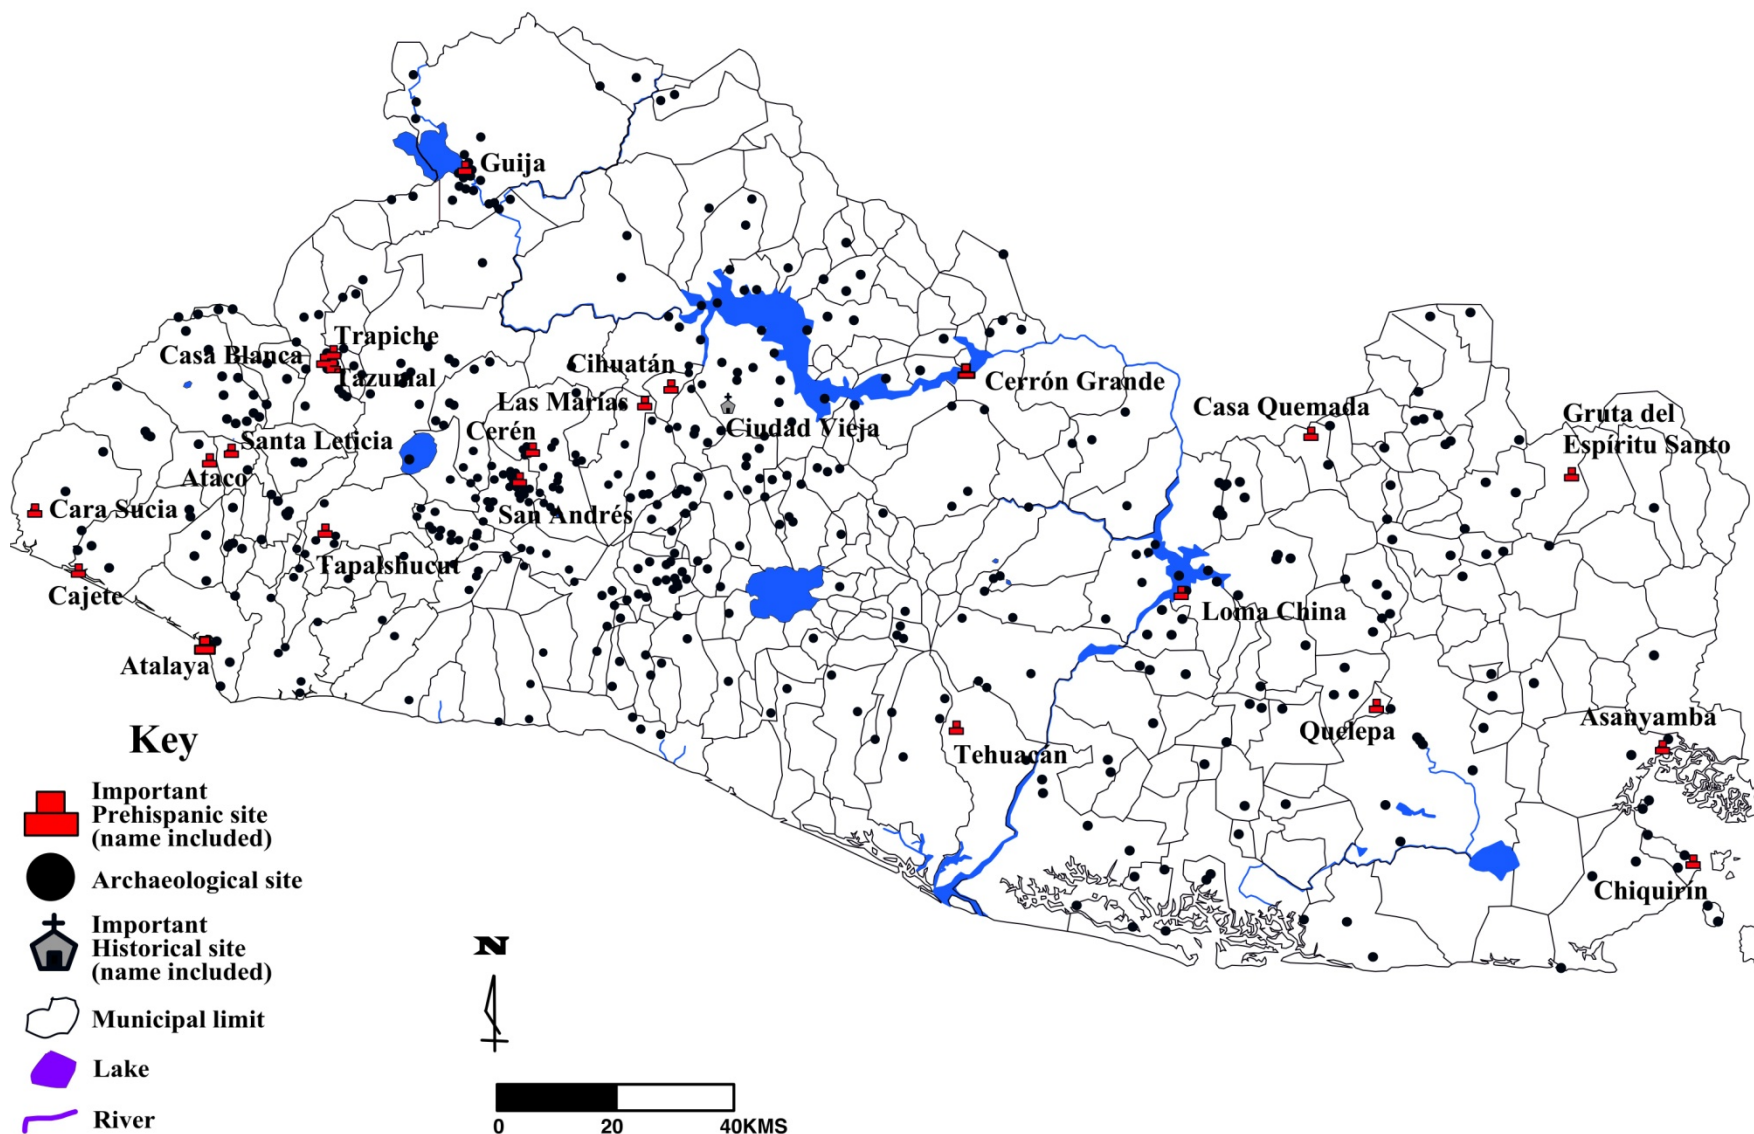 Guija
Trapiche
Casa Blanca
Tazumal
Cihuatán
Cerrón Grande
Las Marías
Casa Quemada
Gruta del
Espíritu Santo
Ciudad Vieja
Cerén
Santa Leticia
Ataco
Cara Sucia
San Andrés
Tapalshucut
Cajete
Loma China
Atalaya
Asanyamba
Quelepa
Tehuacan
Chiquirín
Key
Important
Prehispanic site
(name included)
Archaeological site
Important
Historical site
(name included)
Municipal limit
Lake
River
N
0 20 40KMS